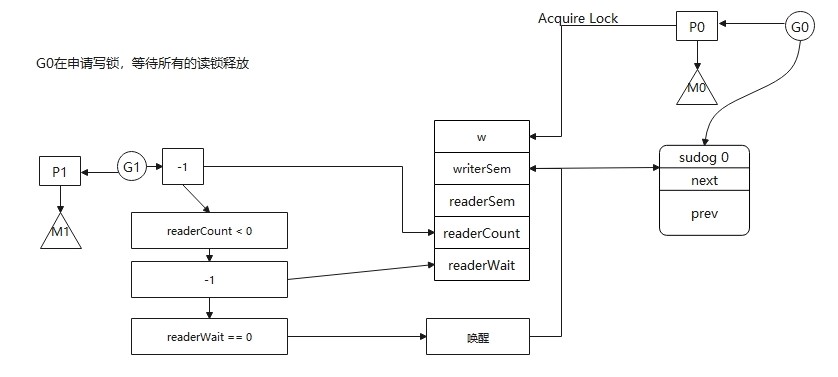 Acquire Lock
P0
G0
G0在申请写锁，等待所有的读锁释放
M0
w
sudog 0
P1
G1
-1
writerSem
next
readerSem
prev
M1
readerCount < 0
readerCount
-1
readerWait
readerWait == 0
唤醒